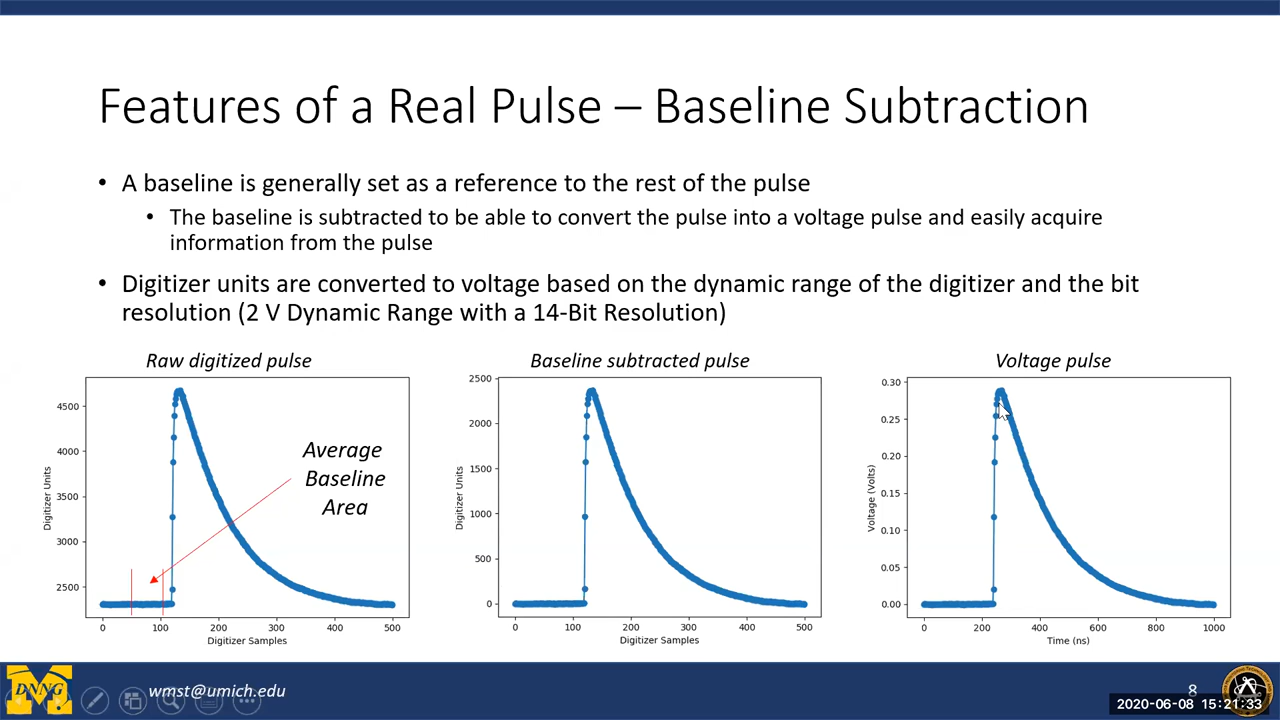 Features of a Real Pulse – Baseline Subtraction
• A baseline is generally set as a reference to the rest of the pulse
• The baseline is subtracted to be able to convert the pulse into a voltage pulse and easily acquire
information from the pulse
• Digitizer units are converted to voltage based on the dynamic range of the digitizer and the bit
resolution (2 V Dynamic Range with a 14-Bit Resolution)
Raw digitized pulse
4500
4000
3500
3000
2500
Digitizer Units
Average
Baseline
Area
0 100 200 300 400 500
Digitizer Samples
Baseline subtracted pulse
2500
2000
1500
1000
500
0
Digitizer Units
0 100 200 300 400 500
Digitizer Samples
Voltage pulse
0.30
0.25
0.20
0.15
0.10
0.05
0.00
Voltage (Volts)
0 200 400 600 800 1000
Time (ns)
DNNG
wmst@umich.edu
8
2020-06-08 15:21:33